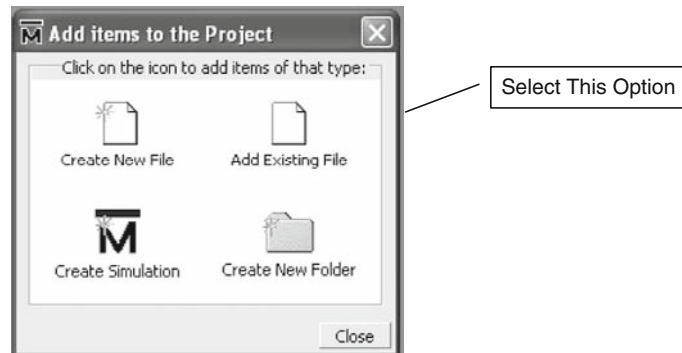 Add items to the Project
Click on the icon to add items of that type:
Create New File
Add Existing File
Create Simulation
Create New Folder
Close
Select This Option